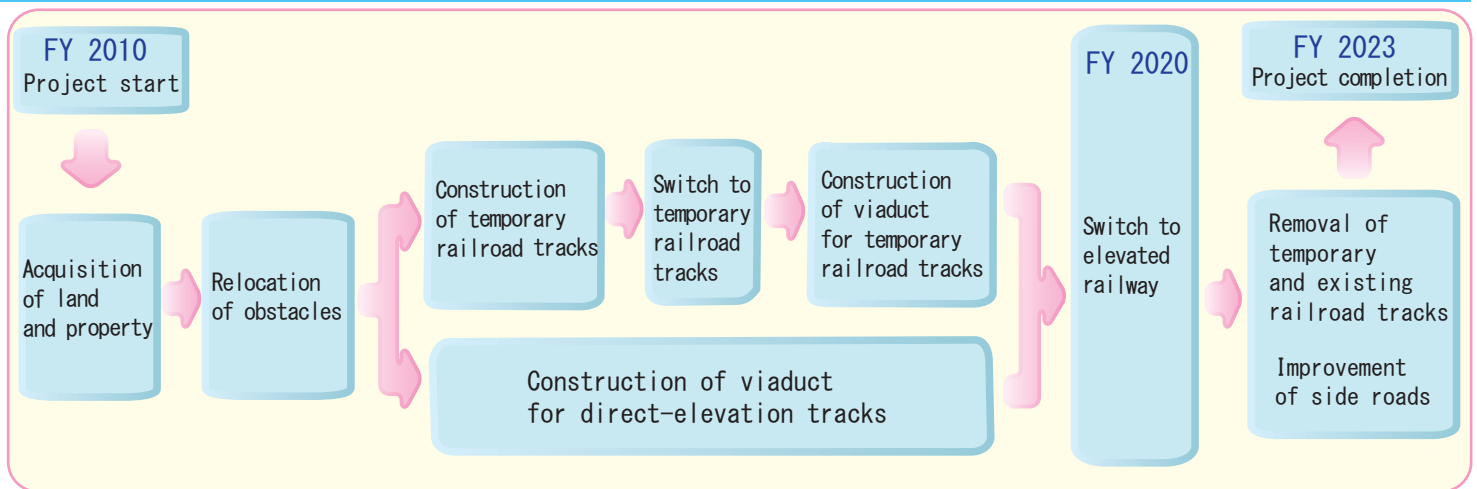 FY 2010
Project start
Acquisition
of land
and property
Relocation
of obstacles
Construction
of temporary
railroad tracks
Switch to
temporary
railroad
tracks
Construction
of viaduct
for temporary
railroad tracks
Construction of viaduct
for direct-elevation tracks
FY 2020
Switch to
elevated
railway
Removal of
temporary
and existing
railroad tracks
Improvement
of side roads
FY 2023
Project completion